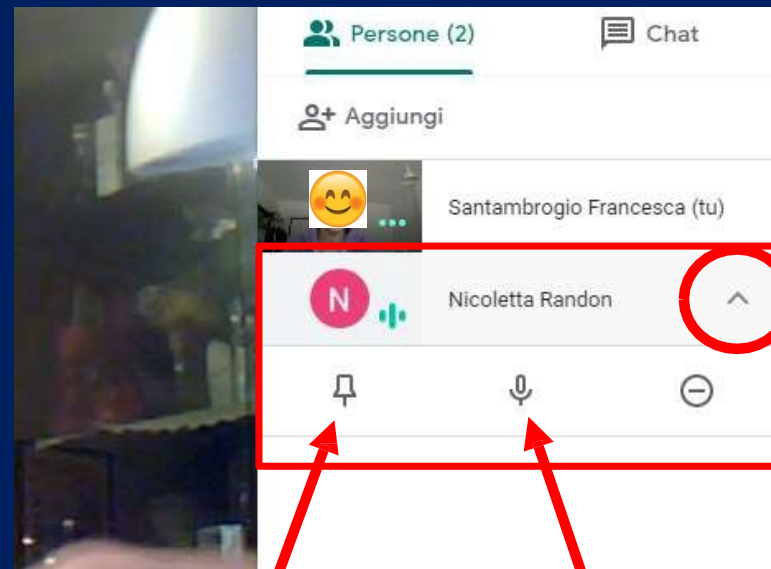 Persone (2)
Chat
Aggiungi
Santambrogio Francesca (tu)
N
Nicoletta Randon